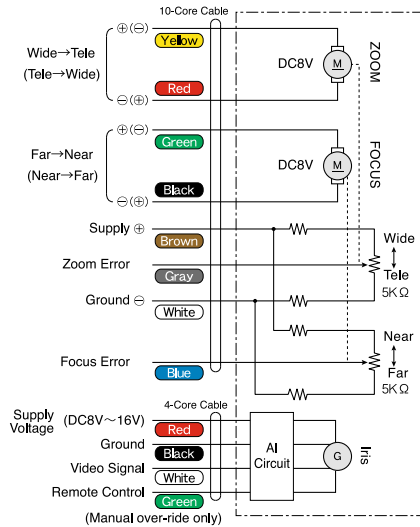 10-Core Cable
⊕(⊖)
Yellow
Wide→Tele
(Tele→Wide)
DC8V
M
ZOOM
Red
⊖(⊕)
⊕(⊖)
Green
Far→Near
(Near→Far)
DC8V
M
FOCUS
Black
⊖(⊕)
Supply ⊕
Brown
Wide
Zoom Error
Gray
Tele
5KΩ
Ground ⊖
White
Near
Focus Error
Blue
Far
5KΩ
4-Core Cable
Supply
Voltage
(DC8V～16V)
Red
Ground
Black
AI
Circuit
G
Iris
Video Signal
White
Remote Control
Green
(Manual over-ride only)